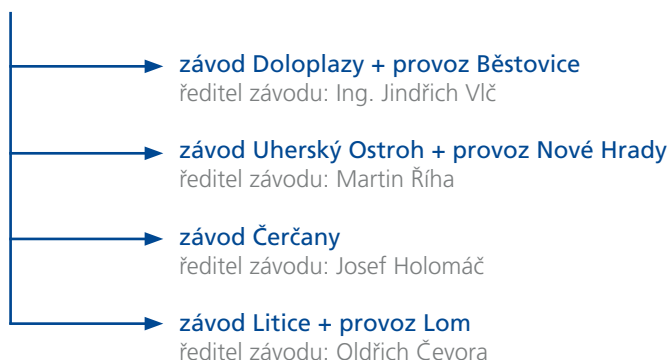 závod Doloplazy + provoz Běstovice
ředitel závodu: Ing. Jindřich Vlč
závod Uherský Ostroh + provoz Nové Hrady
ředitel závodu: Martin Říha
závod Čerčany
ředitel závodu: Josef Holomáč
závod Litice + provoz Lom
ředitel závodu: Oldřich Čevora